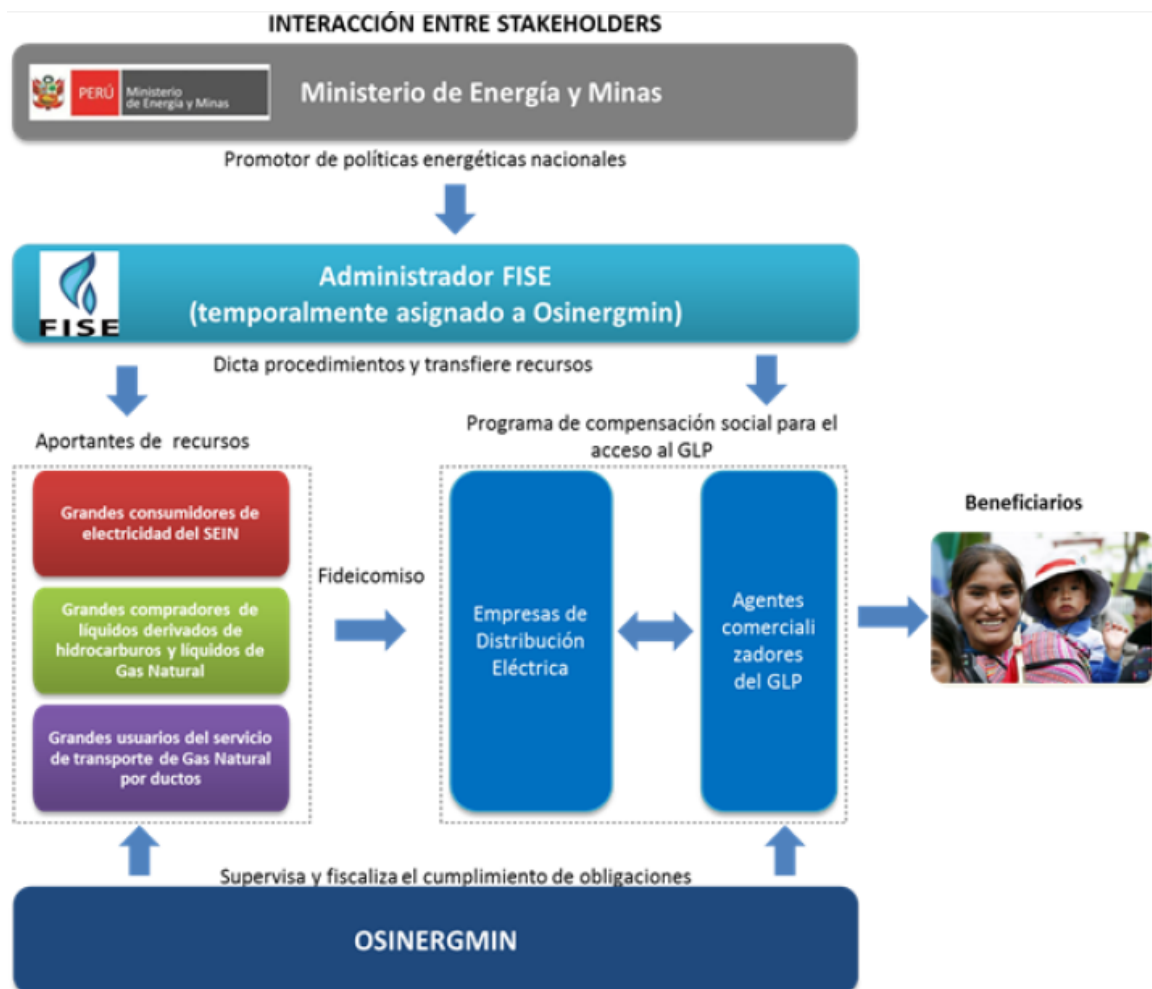 INTERACCIÓN ENTRE STAKEHOLDERS
PERÚ
Ministerio
de Energía y Minas
Ministerio de Energía y Minas
Promotor de políticas energéticas nacionales
FISE
Administrador FISE
(temporalmente asignado a Osinergmin)
Dicta procedimientos y transfiere recursos
Aportantes de recursos
Grandes consumidores de
electricidad del SEIN
Grandes compradores de
líquidos derivados de
hidrocarburos y líquidos de
Gas Natural
Grandes usuarios del servicio
de transporte de Gas Natural
por ductos
Fideicomiso
Programa de compensación social para el
acceso al GLP
Empresas de
Distribución
Eléctrica
Agentes
comerciali
zadores
del GLP
Beneficiarios
Supervisa y fiscaliza el cumplimiento de obligaciones
OSINERGMIN